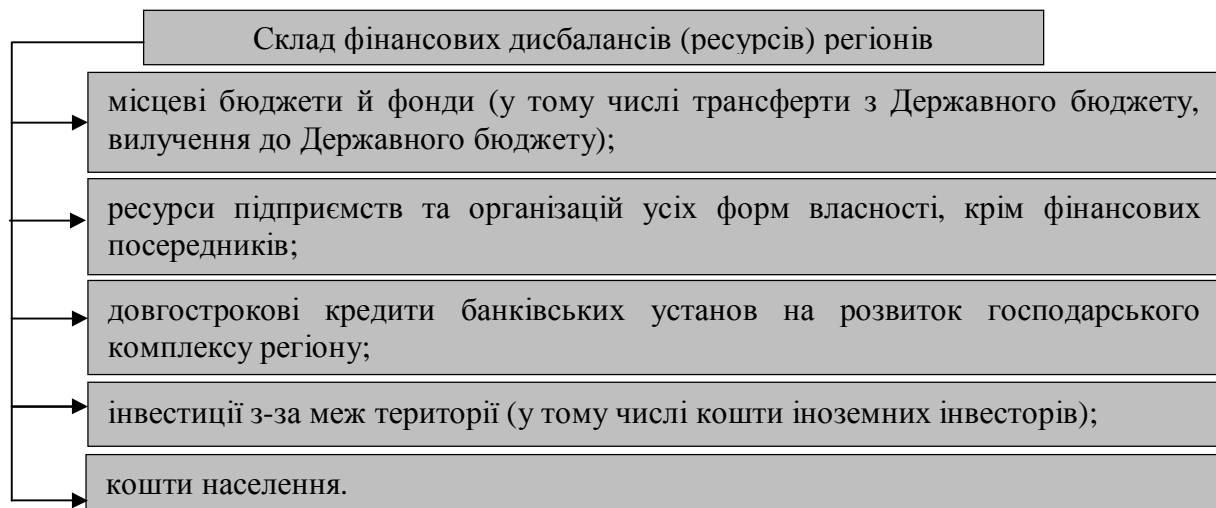 Склад фінансових дисбалансів (ресурсів) регіонів
місцеві бюджети й фонди (у тому числі трансферти з Державного бюджету,
вилучення до Державного бюджету);
ресурси підприємств та організацій усіх форм власності, крім фінансових
посередників;
довгострокові кредити банківських установ на розвиток господарського
комплексу регіону;
інвестиції з-за меж території (у тому числі кошти іноземних інвесторів);
кошти населення.